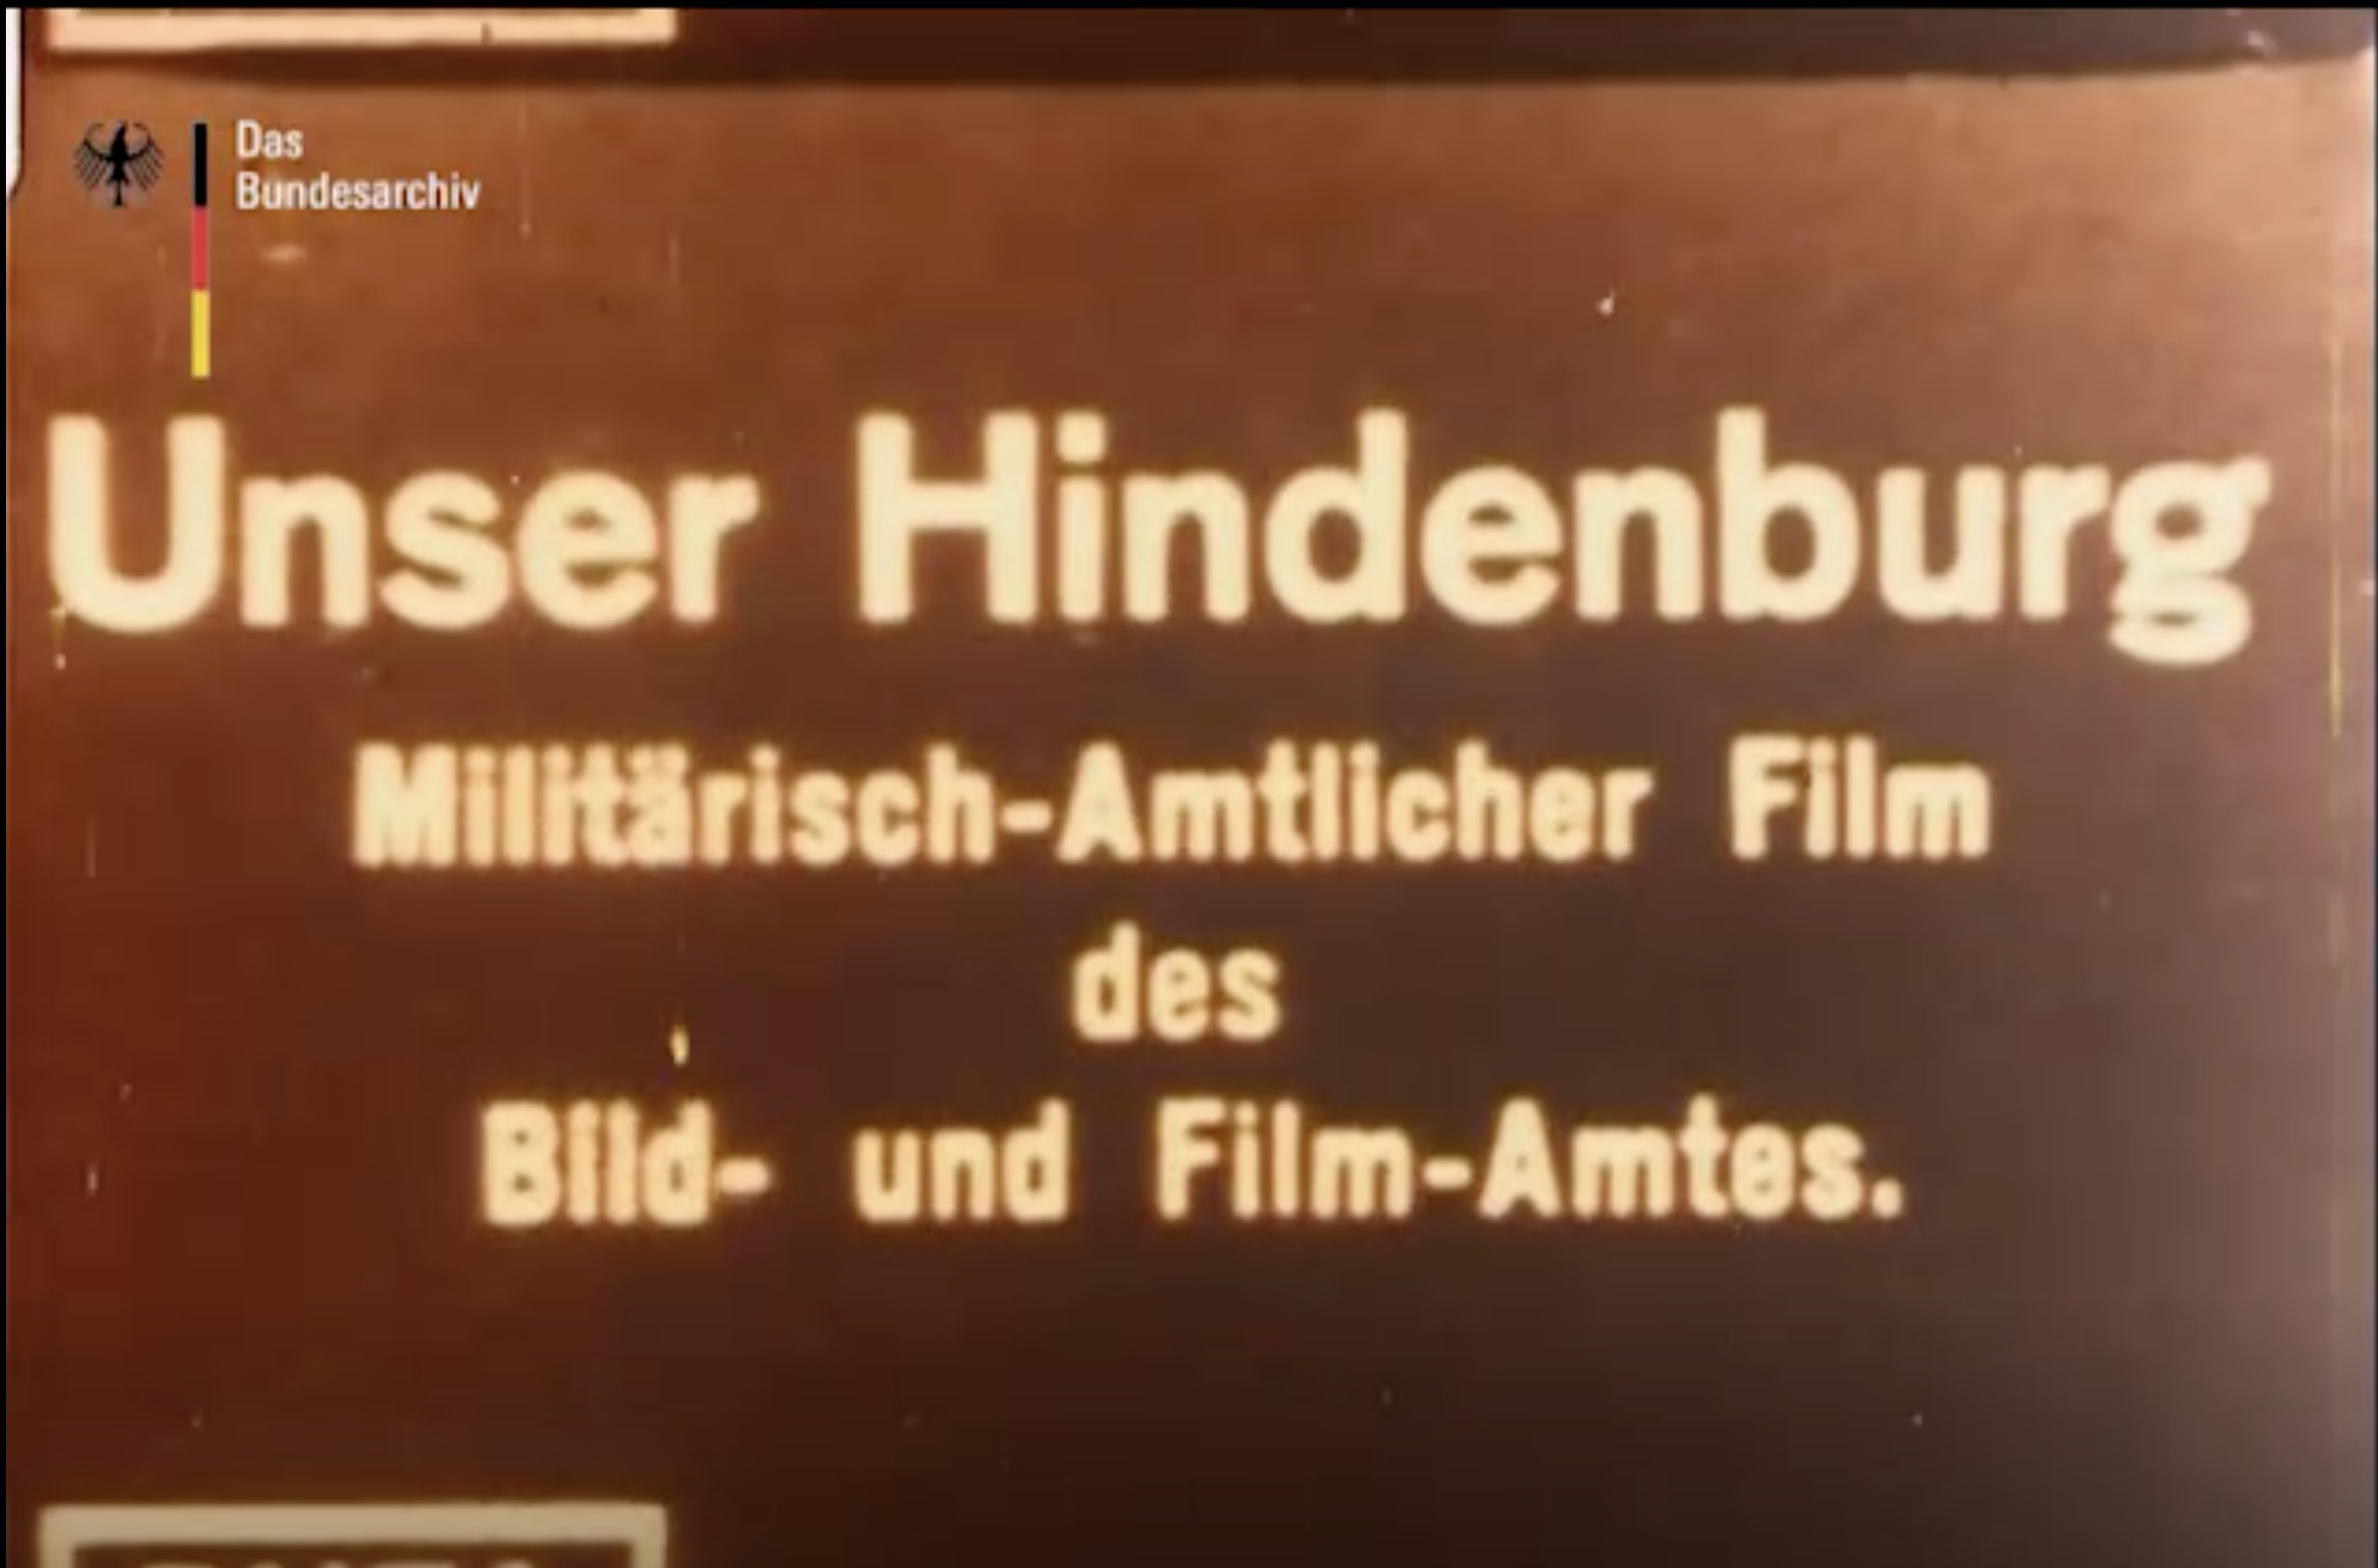 Das
Bundesarchiv
Unser Hindenburg
Militärisch-Amtlicher Film
des
Bild- und Film-Amtes.